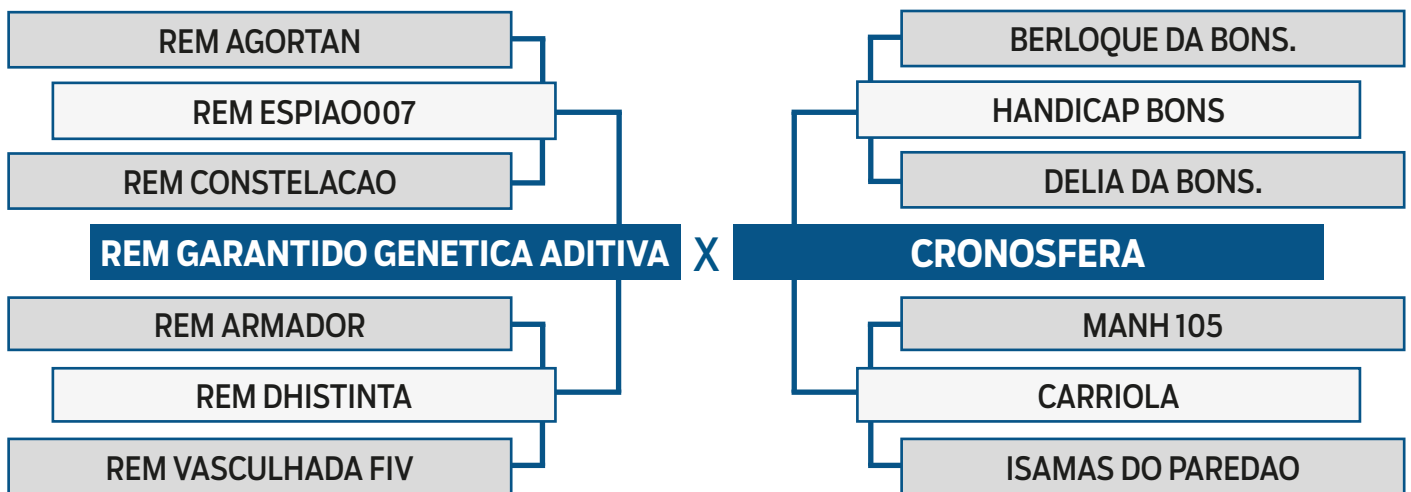 REM AGORTAN
REM ESPIAO007
REM CONSTELACAO
REM GARANTIDO GENETICA ADITIVA
REM ARMADOR
REM DHISTINTA
REM VASCULHADA FIV
X
BERLOQUE DA BONS.
HANDICAP BONS
DELIA DA BONS.
CRONOSFERA
MANH 105
CARRIOLA
ISAMAS DO PAREDAO